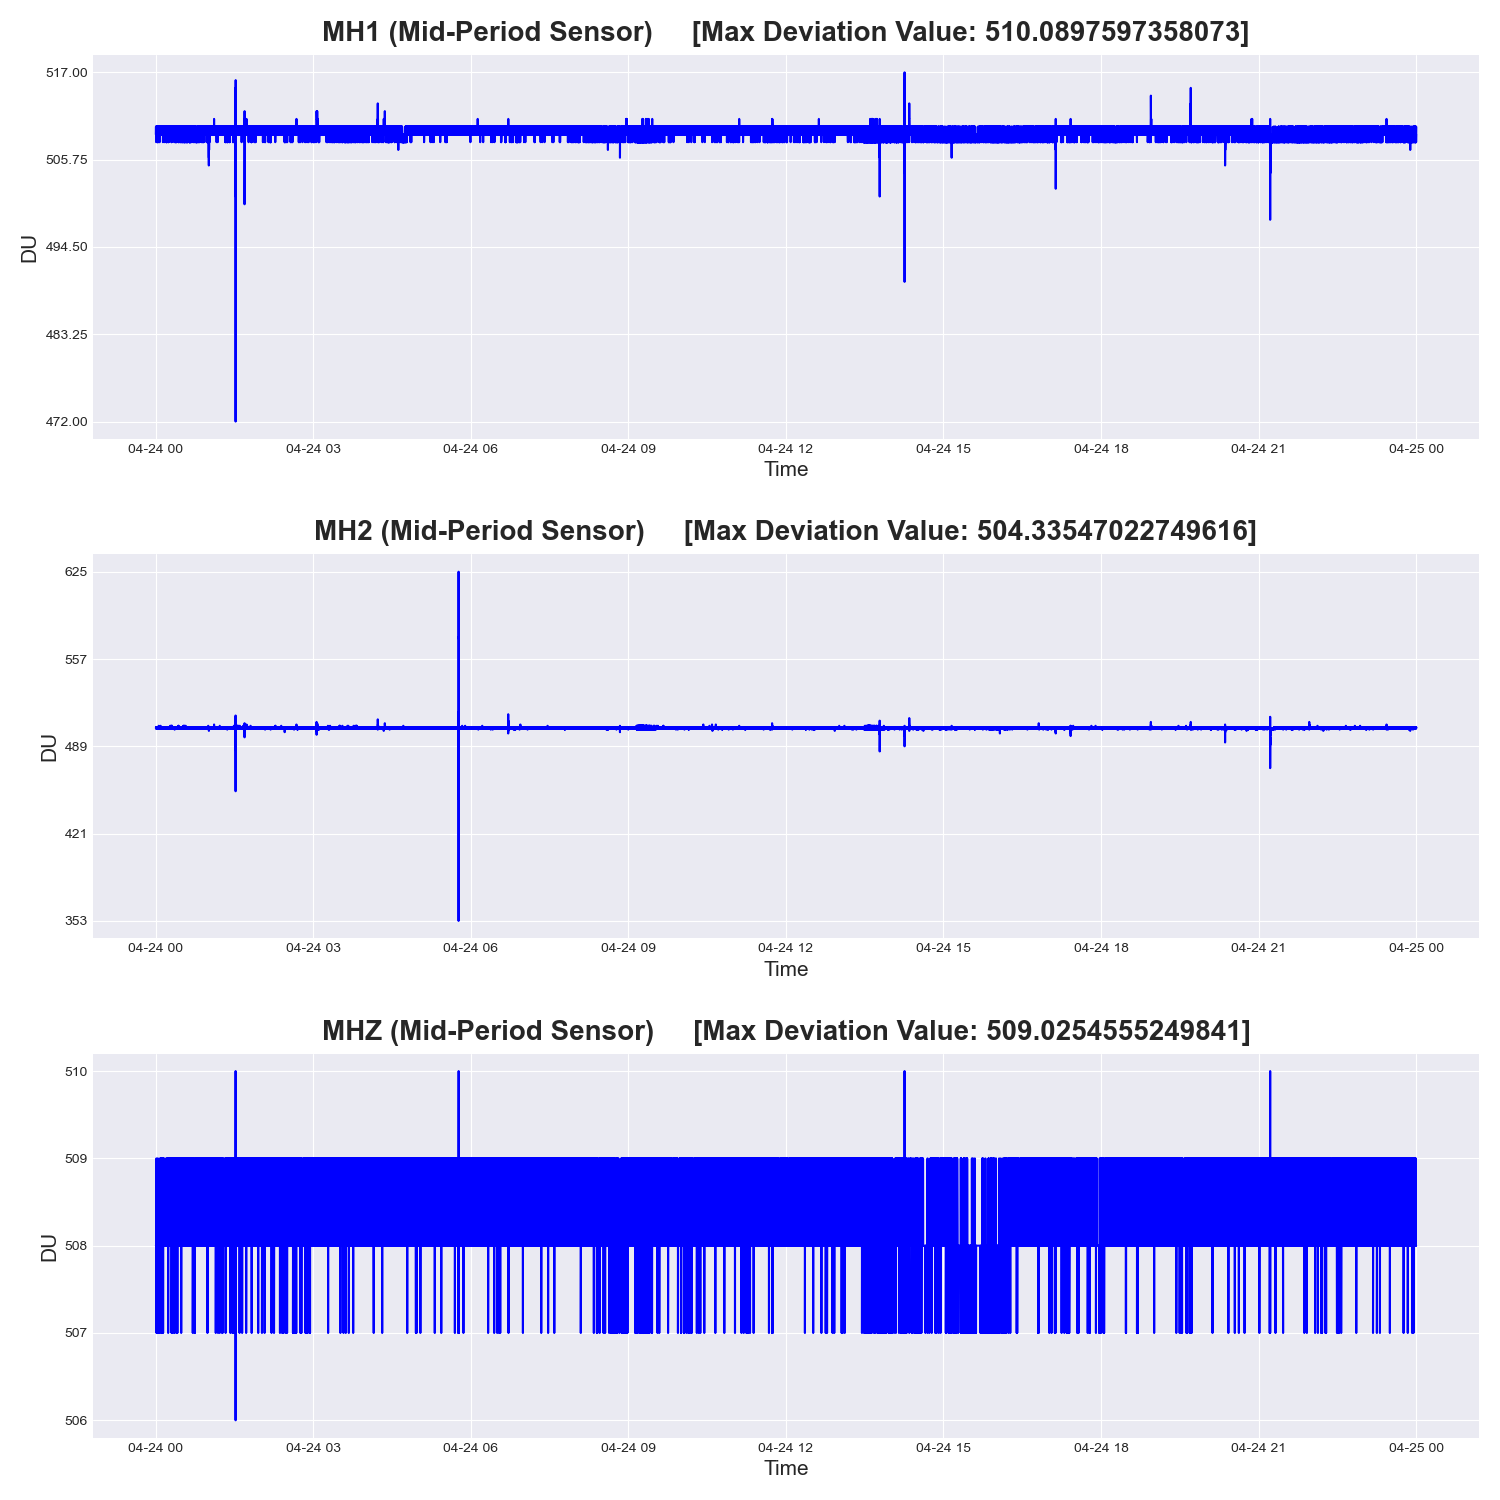 MH1 (Mid-Period Sensor) [Max Deviation Value: 510.0897597358073]
517.00
505.75
494.50
483.25
472.00
DU
04-24 00 04-24 03 04-24 06 04-24 09 04-24 12 04-24 15 04-24 18 04-24 21 04-25 00
Time
MH2 (Mid-Period Sensor) [Max Deviation Value: 504.33547022749616]
625
557
489
421
353
DU
04-24 00 04-24 03 04-24 06 04-24 09 04-24 12 04-24 15 04-24 18 04-24 21 04-25 00
Time
MHZ (Mid-Period Sensor) [Max Deviation Value: 509.0254555249841]
510
509
508
507
506
DU
04-24 00 04-24 03 04-24 06 04-24 09 04-24 12 04-24 15 04-24 18 04-24 21 04-25 00
Time